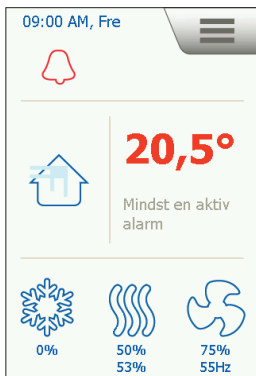 09:00 AM, Fre
20,5°
Mindst en aktiv
alarm
0% 50% 75%
53% 55Hz